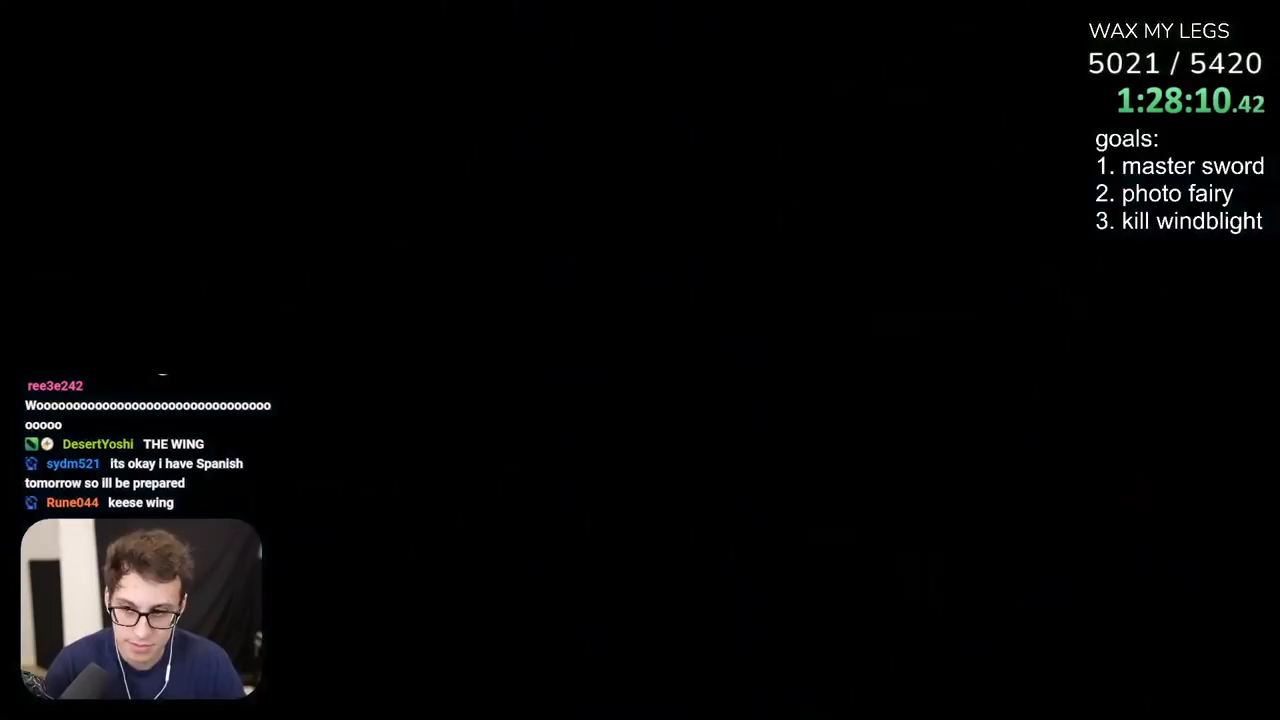 WAX MY LEGS
5021 / 5420
1:28:10.42
goals:
1. master sword
2. photo fairy
3. kill windblight
ree3e242
Woooooooooooooooooooooooooooooooo
ooooo
DesertYoshi THE WING
sydm521 its okay i have Spanish
tomorrow so ill be prepared
Rune044 keese wing